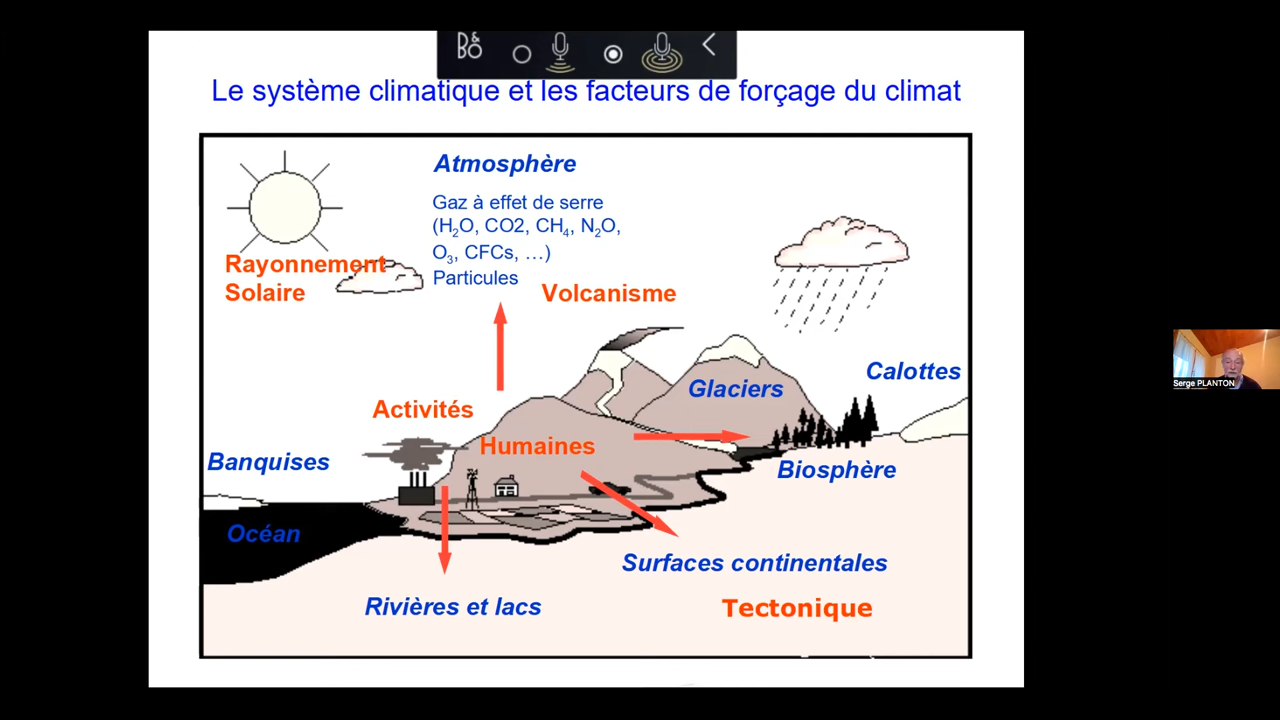 B&
BO
Le système climatique et les facteurs de forçage du climat
Atmosphère
Gaz à effet de serre
(H₂O, CO2, CH₄, N₂O,
O₃, CFCs, …)
Particules
Rayonnement
Solaire
Volcanisme
Calottes
Glaciers
Activités
Humaines
Banquises
Biosphère
Océan
Surfaces continentales
Rivières et lacs
Tectonique
Serge PLANTON